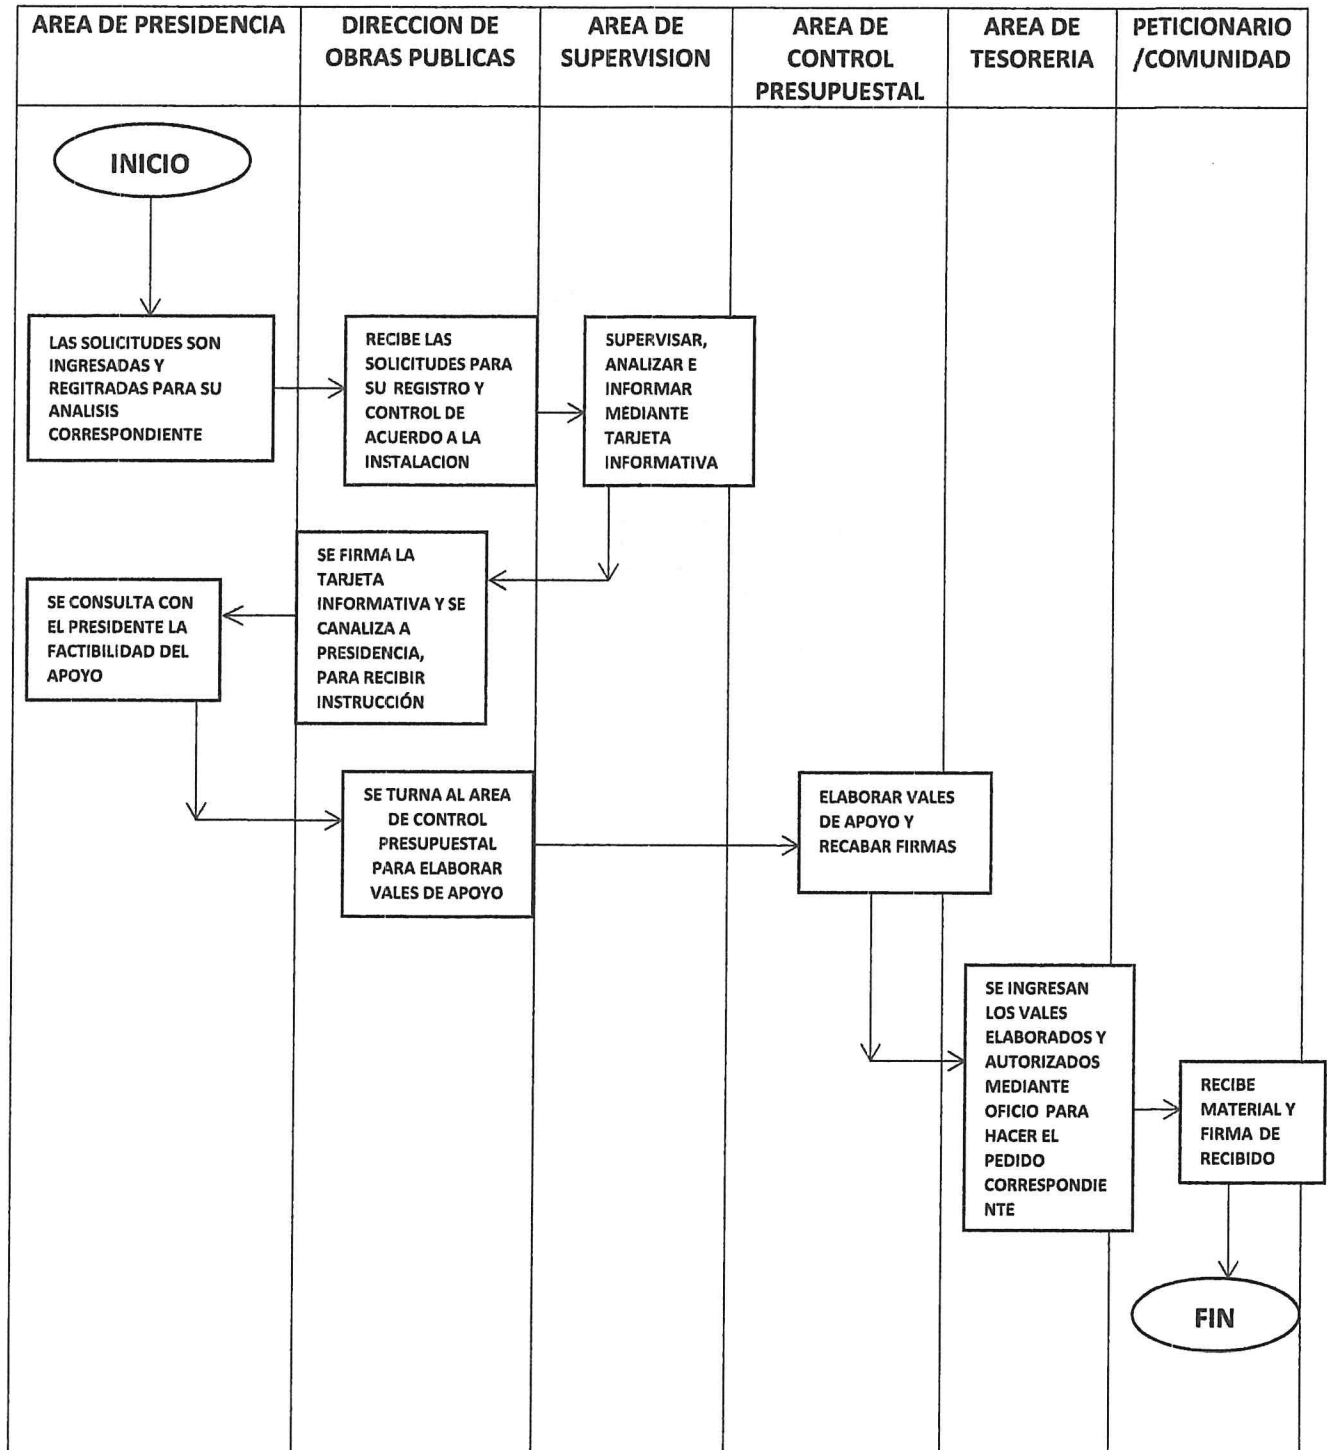 AREA DE PRESIDENCIA
DIRECCION DE
OBRAS PUBLICAS
AREA DE
SUPERVISION
AREA DE
CONTROL
PRESUPUESTAL
AREA DE
TESORERIA
PETICIONARIO
/COMUNIDAD
INICIO
LAS SOLICITUDES SON
INGRESADAS Y
REGITRADAS PARA SU
ANALISIS
CORRESPONDIENTE
RECIBE LAS
SOLICITUDES PARA
SU REGISTRO Y
CONTROL DE
ACUERDO A LA
INSTALACION
SUPERVISAR,
ANALIZAR E
INFORMAR
MEDIANTE
TARJETA
INFORMATIVA
SE FIRMA LA
TARJETA
INFORMATIVA Y SE
CANALIZA A
PRESIDENCIA,
PARA RECIBIR
INSTRUCCIÓN
SE CONSULTA CON
EL PRESIDENTE LA
FACTIBILIDAD DEL
APOYO
SE TURNA AL AREA
DE CONTROL
PRESUPUESTAL
PARA ELABORAR
VALES DE APOYO
ELABORAR VALES
DE APOYO Y
RECABAR FIRMAS
SE INGRESAN
LOS VALES
ELABORADOS Y
AUTORIZADOS
MEDIANTE
OFICIO PARA
HACER EL
PEDIDO
CORRESPONDIE
NTE
RECIBE
MATERIAL Y
FIRMA DE
RECIBIDO
FIN